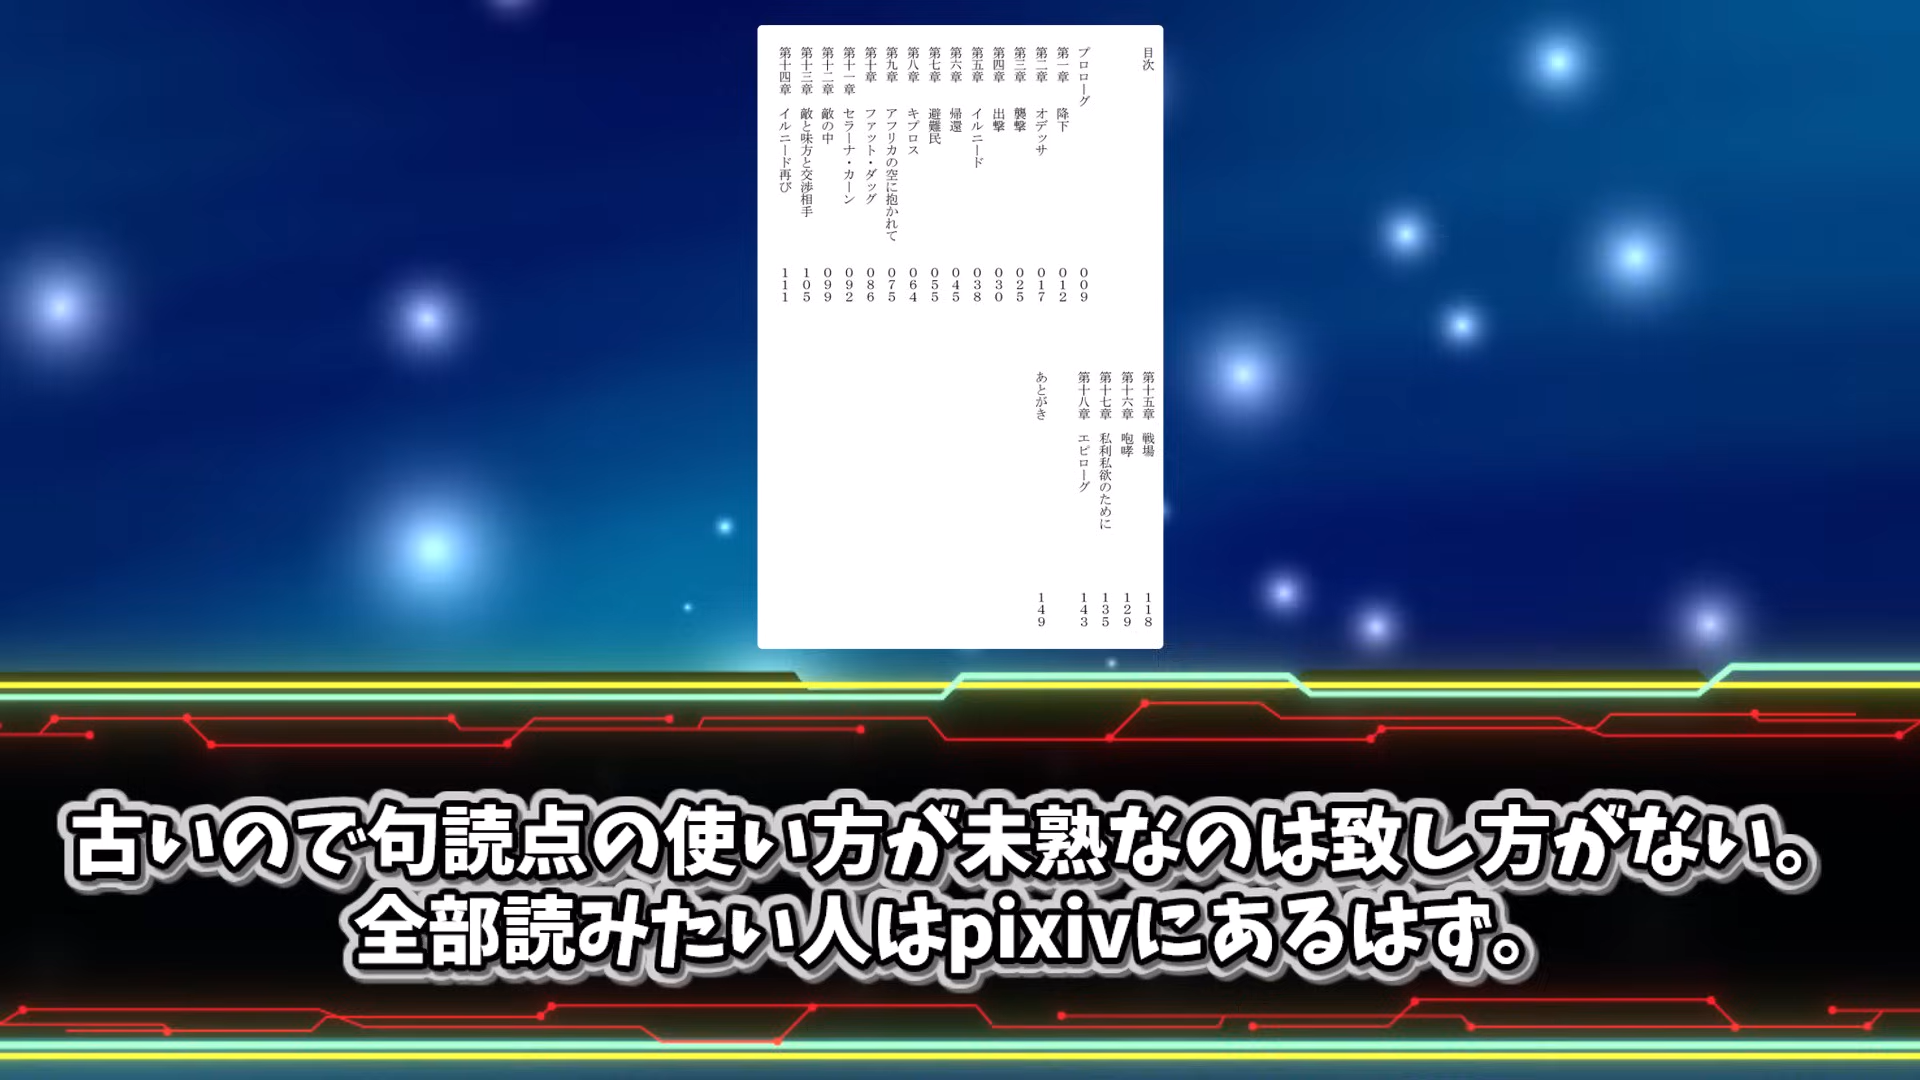 目次
プロローグ 009
第一章 降下 012
第二章 オデッサ 017
第三章 襲撃 025
第四章 出撃 030
第五章 イルニード 038
第六章 帰還 045
第七章 避難民 055
第八章 キプロス 064
第九章 アフリカの空に抱かれて 075
第十章 ファット・ダッグ 086
第十一章 セラーナ・カーン 092
第十二章 敵の中 099
第十三章 敵と味方と交渉相手 105
第十四章 イルニード再び 111
第十五章 戦場 118
第十六章 咆哮 129
第十七章 私利私欲のために 135
第十八章 エピローグ 143
あとがき 149
古いので句読点の使い方が未熟なのは致し方がない。
全部読みたい人はpixivにあるはず。